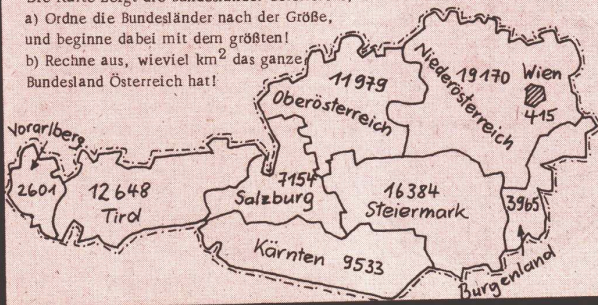 a) Ordne die Bundesländer nach der Größe,
und beginne dabei mit dem größten!
b) Rechne aus, wieviel km² das ganze
Bundesland Österreich hat!
Vorarlberg
2601
12648
Tirol
7154
Salzburg
11979
Oberösterreich
19170
Niederösterreich
Wien
415
16384
Steiermark
3965
Burgenland
Kärnten 9533